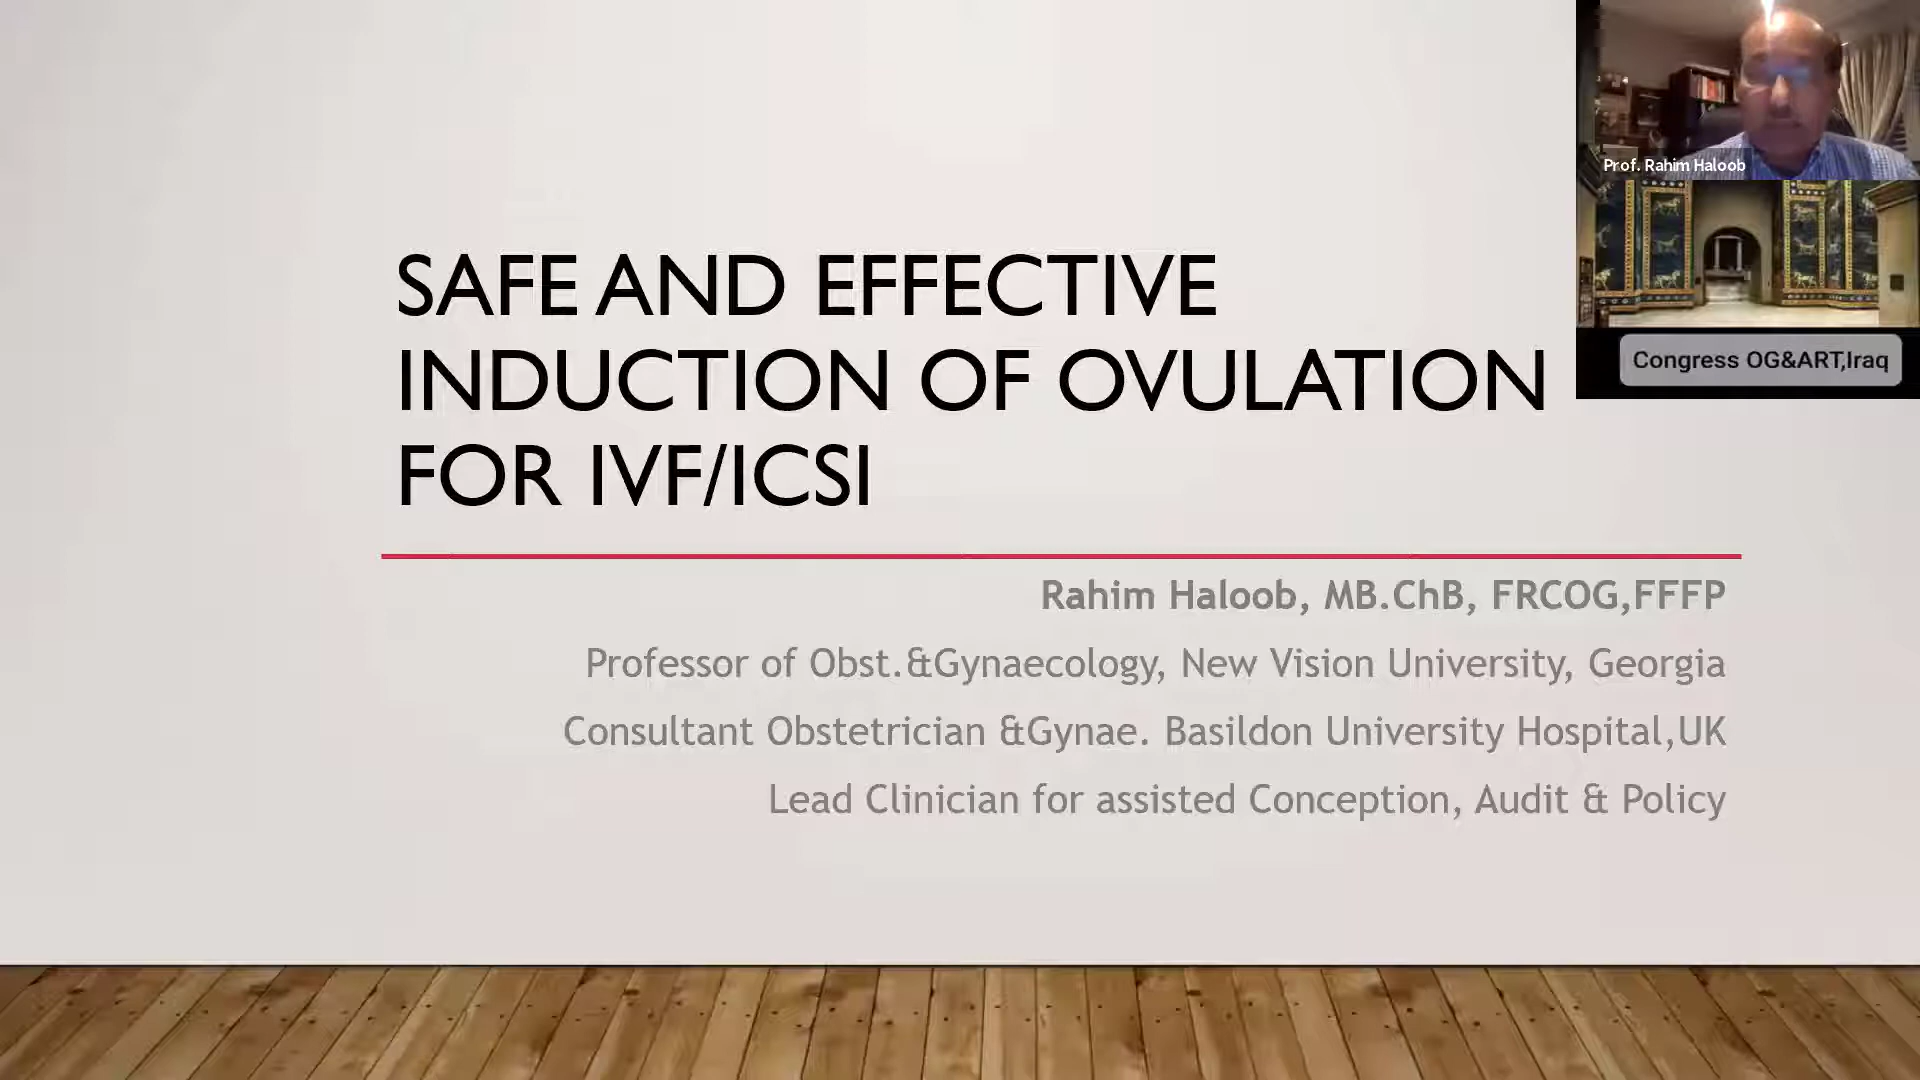 SAFE AND EFFECTIVE
INDUCTION OF OVULATION
FOR IVF/ICSI
Rahim Haloob, MB.ChB, FRCOG,FFFP
Professor of Obst.&Gynaecology, New Vision University, Georgia
Consultant Obstetrician &Gynae. Basildon University Hospital,UK
Lead Clinician for assisted Conception, Audit & Policy
Prof. Rahim Haloob
Congress OG&ART,Iraq